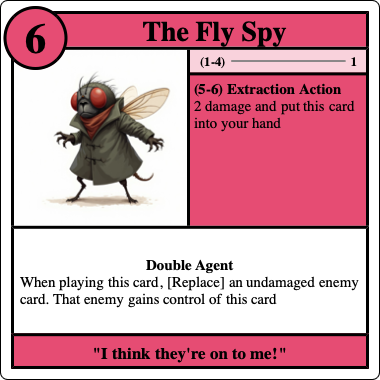 6
The Fly Spy
(1-4) 1
(5-6) Extraction Action
2 damage and put this card
into your hand
Double Agent
When playing this card, [Replace] an undamaged enemy
card. That enemy gains control of this card
"I think they're on to me!"